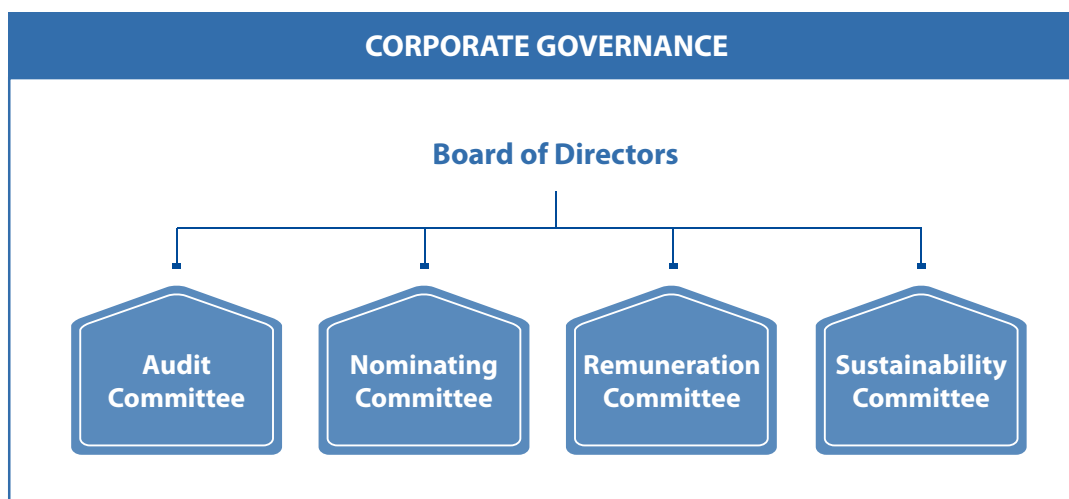 CORPORATE GOVERNANCE
Board of Directors
Audit
Committee
Nominating
Committee
Remuneration
Committee
Sustainability
Committee